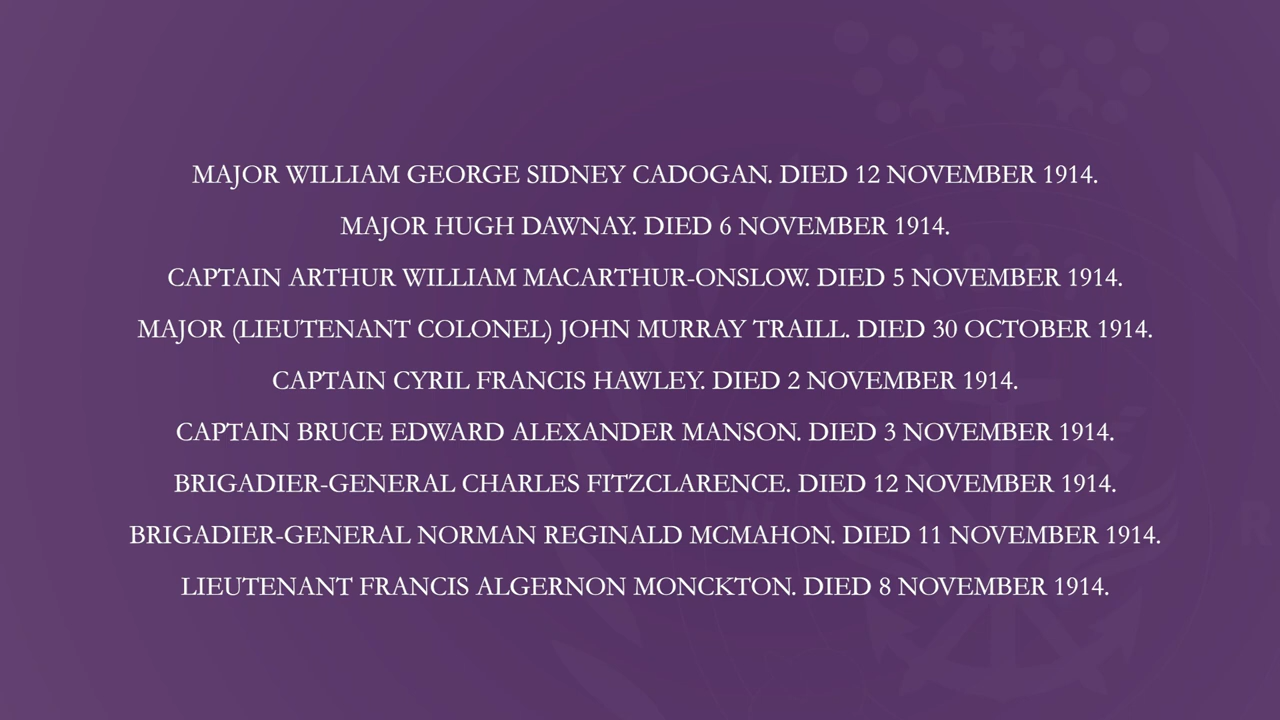 MAJOR WILLIAM GEORGE SIDNEY CADOGAN. DIED 12 NOVEMBER 1914.
MAJOR HUGH DAWNAY. DIED 6 NOVEMBER 1914.
CAPTAIN ARTHUR WILLIAM MACARTHUR-ONSLOW. DIED 5 NOVEMBER 1914.
MAJOR (LIEUTENANT COLONEL) JOHN MURRAY TRAILL. DIED 30 OCTOBER 1914.
CAPTAIN CYRIL FRANCIS HAWLEY. DIED 2 NOVEMBER 1914.
CAPTAIN BRUCE EDWARD ALEXANDER MANSON. DIED 3 NOVEMBER 1914.
BRIGADIER-GENERAL CHARLES FITZCLARENCE. DIED 12 NOVEMBER 1914.
BRIGADIER-GENERAL NORMAN REGINALD MCMAHON. DIED 11 NOVEMBER 1914.
LIEUTENANT FRANCIS ALGERNON MONCKTON. DIED 8 NOVEMBER 1914.